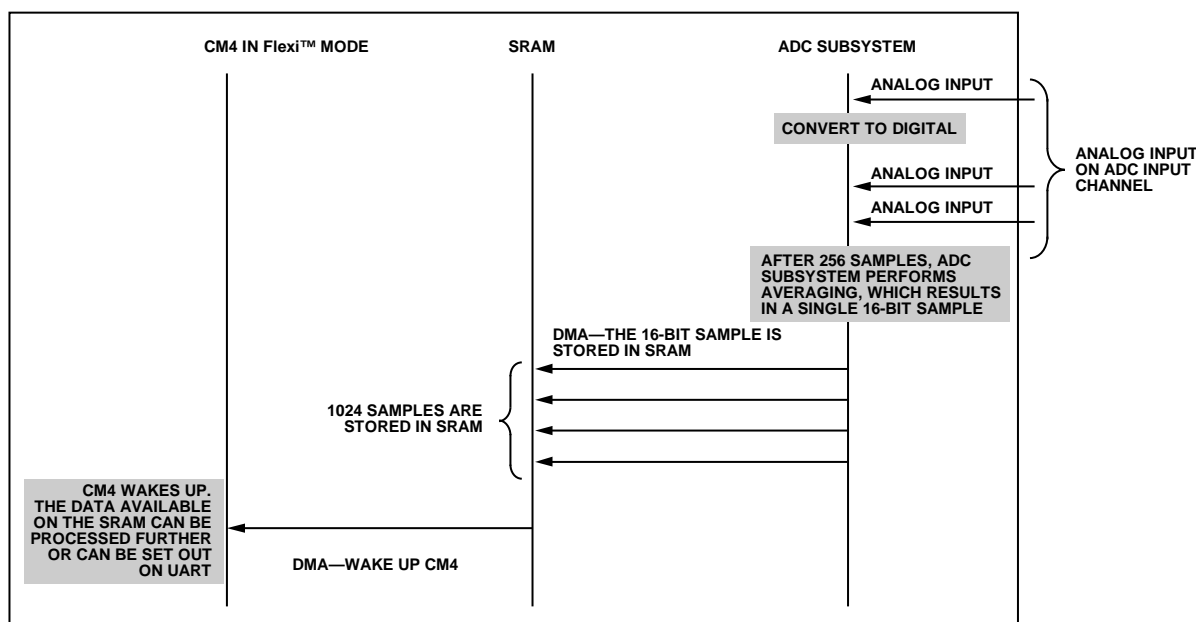 CM4 IN Flexi™ MODE
SRAM
ADC SUBSYSTEM
ANALOG INPUT
CONVERT TO DIGITAL
ANALOG INPUT
ANALOG INPUT
ANALOG INPUT
ON ADC INPUT
CHANNEL
AFTER 256 SAMPLES, ADC
SUBSYSTEM PERFORMS
AVERAGING, WHICH RESULTS
IN A SINGLE 16-BIT SAMPLE
DMA—THE 16-BIT SAMPLE IS
STORED IN SRAM
1024 SAMPLES ARE
STORED IN SRAM
CM4 WAKES UP.
THE DATA AVAILABLE
ON THE SRAM CAN BE
PROCESSED FURTHER
OR CAN BE SET OUT
ON UART
DMA—WAKE UP CM4